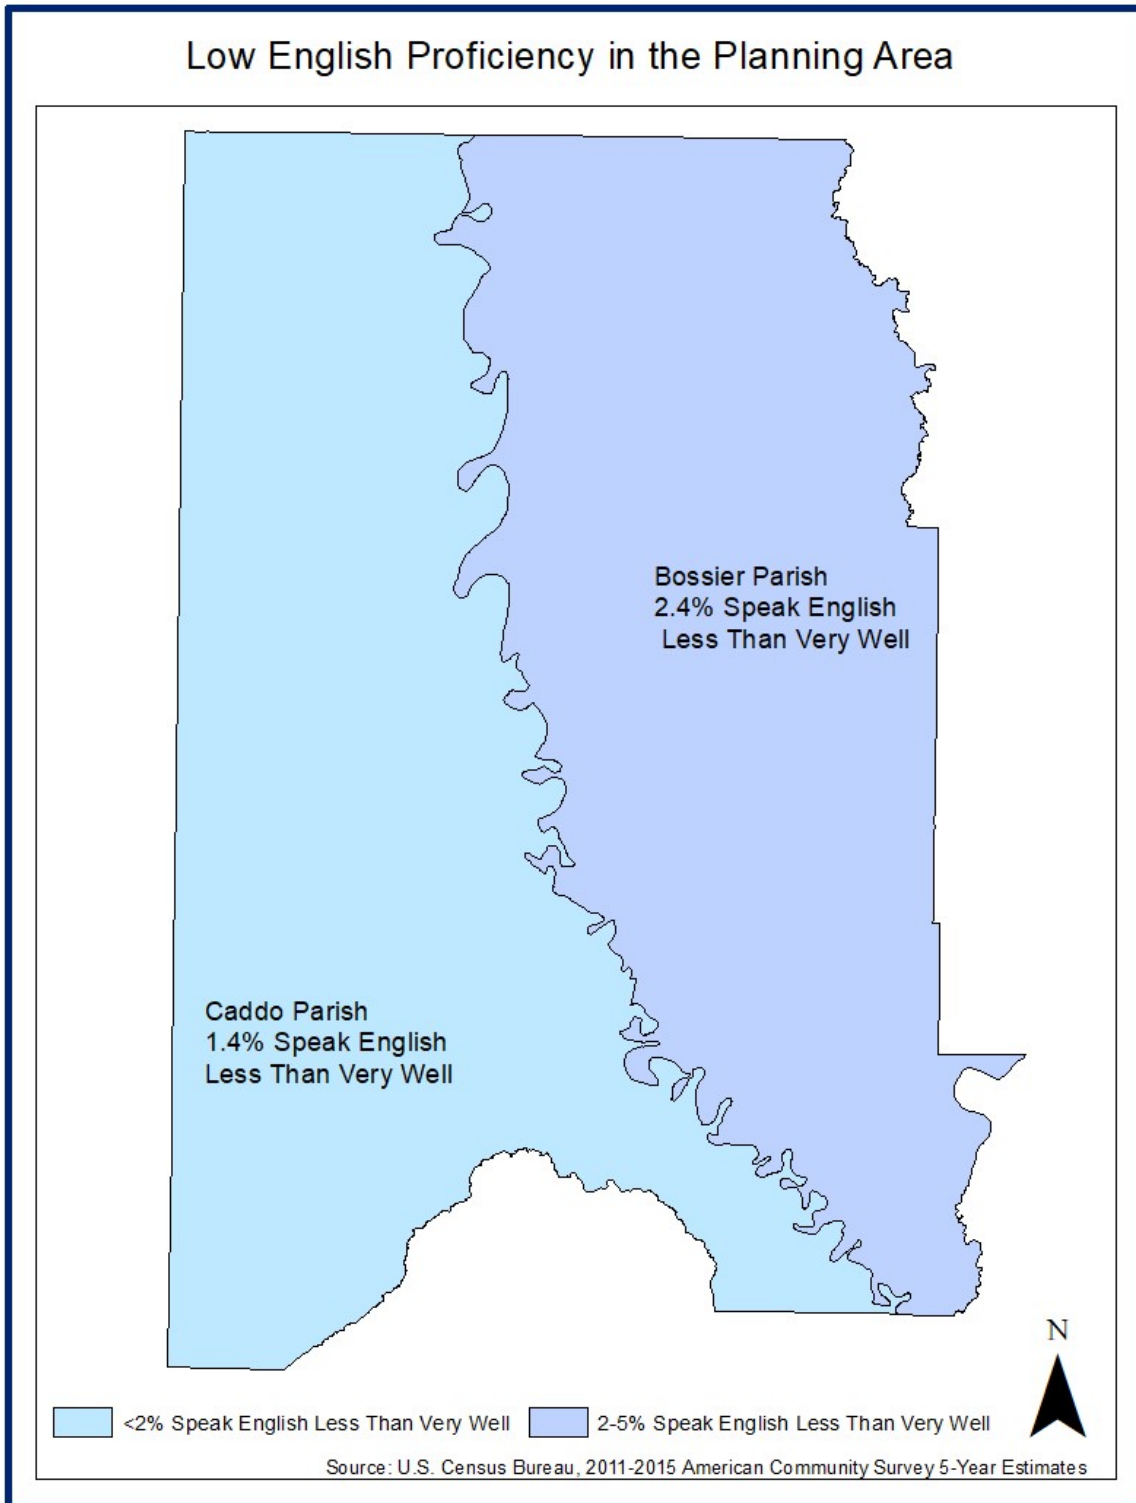 Low English Proficiency in the Planning Area
Bossier Parish
2.4% Speak English
Less Than Very Well
Caddo Parish
1.4% Speak English
Less Than Very Well
N
<2% Speak English Less Than Very Well
2-5% Speak English Less Than Very Well
Source: U.S. Census Bureau, 2011-2015 American Community Survey 5-Year Estimates